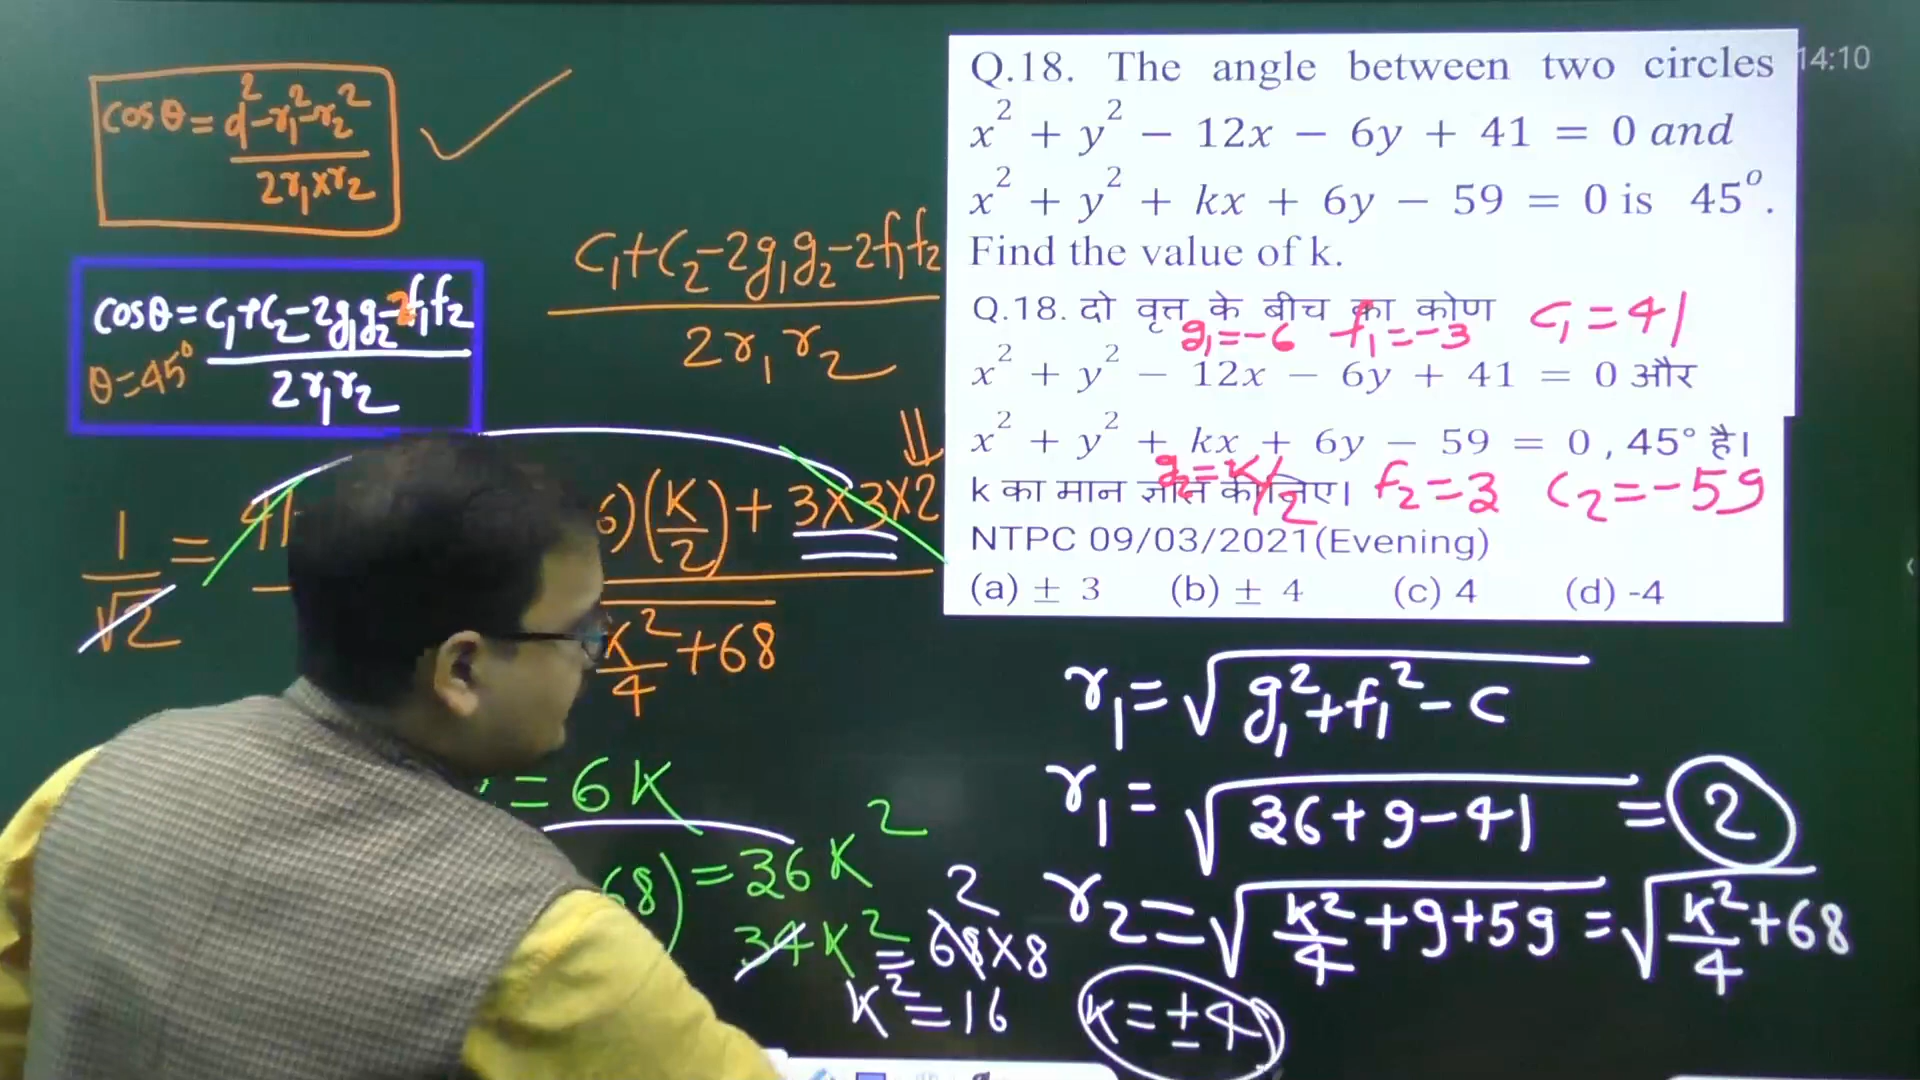 cosθ = d²-r₁²-r₂²
2r₁×r₂
cosθ = C₁+C₂-2g₁g₂-2f₁f₂
2r₁r₂
θ=45°
C₁+C₂-2g₁g₂-2f₁f₂
2r₁r₂
1/√2 = 41
6)(K/2) + 3×3×2
K²/4 + 68
= 6K
68) = 36K²
34K² = 68×8
2
K² = 16
K = ±4
14:10
Q.18. The angle between two circles
x² + y² − 12x − 6y + 41 = 0 and
x² + y² + kx + 6y − 59 = 0 is 45°.
Find the value of k.
Q.18. दो वृत्त के बीच का कोण
g₁=-6 f₁=-3 C₁=41
x² + y² − 12x − 6y + 41 = 0 और
x² + y² + kx + 6y − 59 = 0 , 45° है।
k का मान ज्ञात कीजिए।
g₂=K/2 f₂=3 C₂=-59
NTPC 09/03/2021(Evening)
(a) ± 3 (b) ± 4 (c) 4 (d) -4
r₁ = √g₁²+f₁²-c
r₁ = √36+9-41 = 2
r₂ = √K²/4+9+59 = √K²/4+68